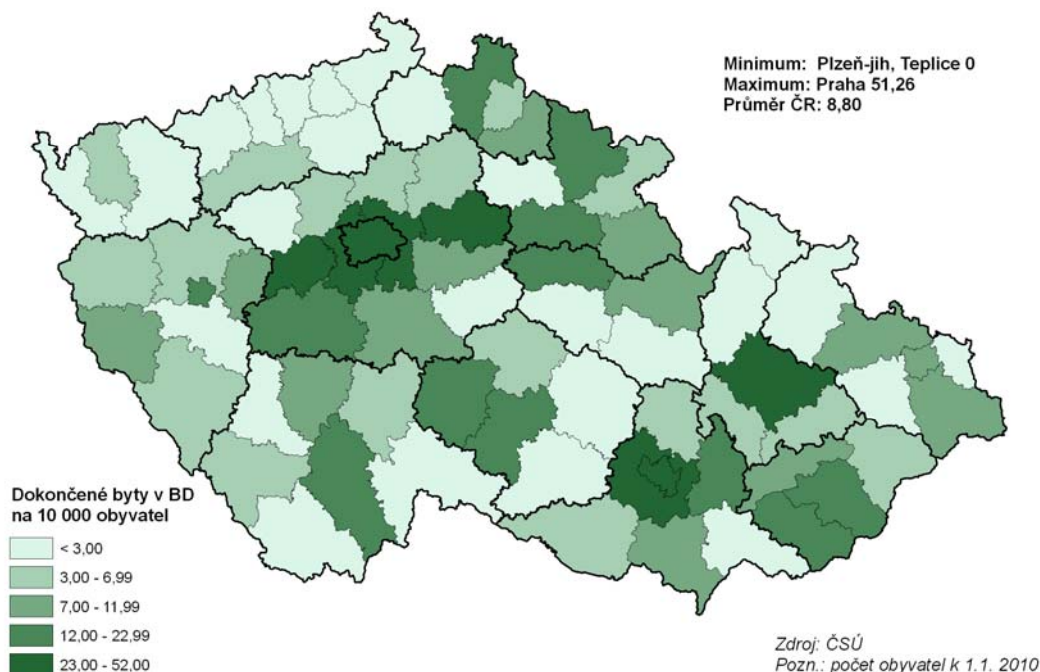 Minimum: Plzeň-jih, Teplice 0
Maximum: Praha 51,26
Průměr ČR: 8,80
Dokončené byty v BD
na 10 000 obyvatel
< 3,00
3,00 - 6,99
7,00 - 11,99
12,00 - 22,99
23,00 - 52,00
Zdroj: ČSÚ
Pozn.: počet obyvatel k 1.1. 2010